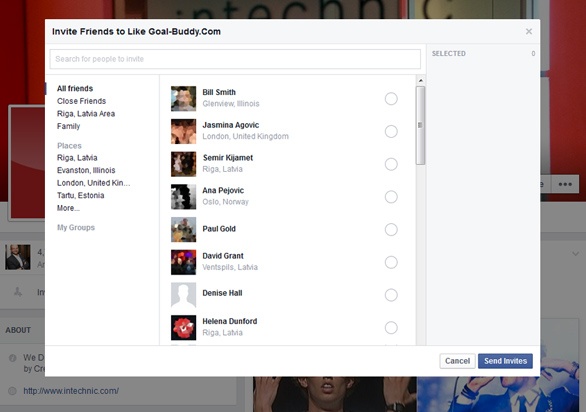 intechnic
Invite Friends to Like Goal-Buddy.Com
Search for people to invite
SELECTED 0
All friends
Close Friends
Riga, Latvia Area
Family
Places
Riga, Latvia
Evanston, Illinois
London, United Kin...
Tartu, Estonia
More...
My Groups
Bill Smith
Glenview, Illinois
Jasmina Agovic
London, United Kingdom
Semir Kijamet
Riga, Latvia
Ana Pejovic
Oslo, Norway
Paul Gold
David Grant
Ventspils, Latvia
Denise Hall
Helena Dunford
Riga, Latvia
Cancel Send Invites
4,
Inv
ABOUT
We D
by Cre
http://www.intechnic.com/